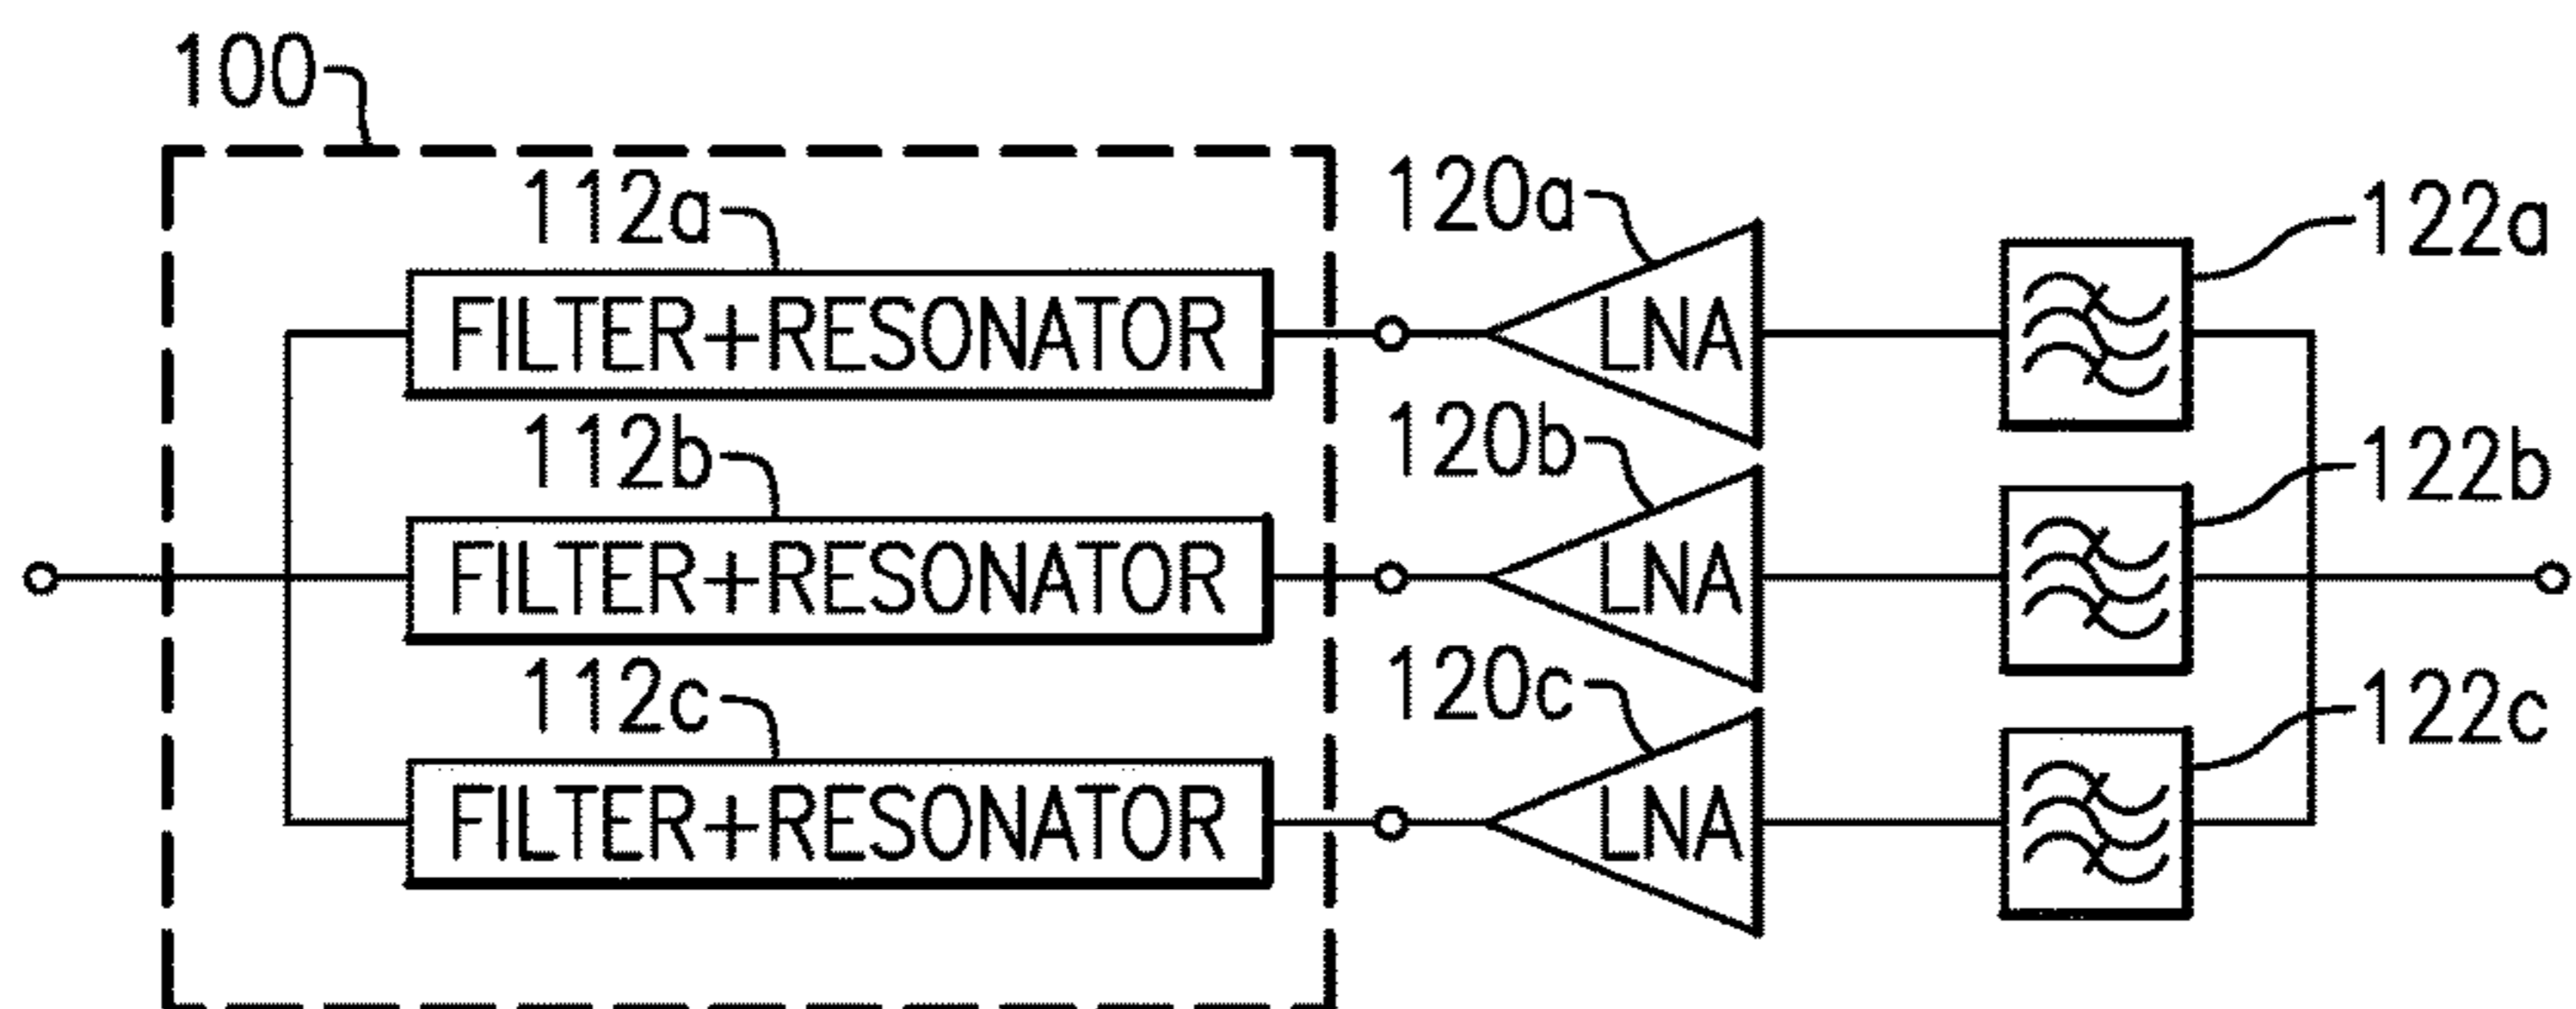 100
112a
120a
122a
FILTER+RESONATOR
LNA
112b
120b
122b
FILTER+RESONATOR
LNA
112c
120c
122c
FILTER+RESONATOR
LNA